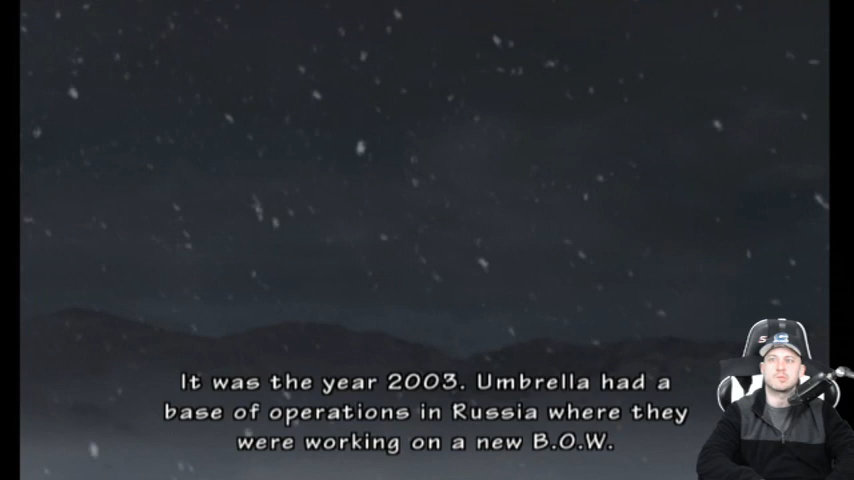 It was the year 2003. Umbrella had a
base of operations in Russia where they
were working on a new B.O.W.